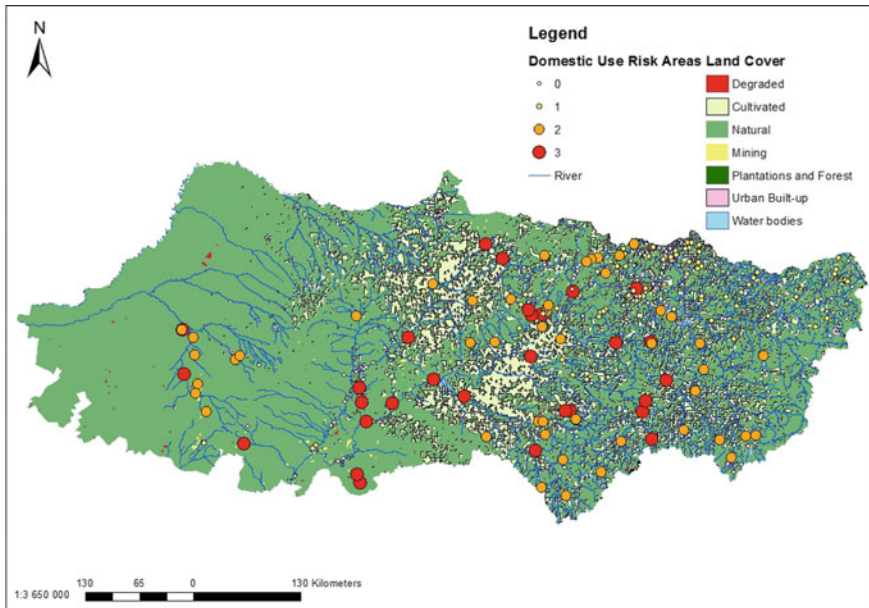 N
Legend
Domestic Use Risk Areas Land Cover
0 Degraded
1 Cultivated
2 Natural
3 Mining
River Plantations and Forest
Urban Built-up
Water bodies
130 65 0 130 Kilometers
1:3 650 000